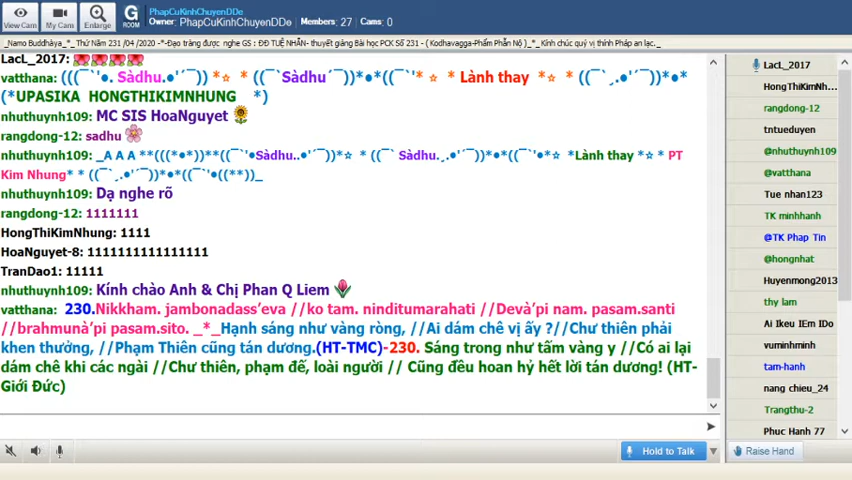 View Cam
My Cam
Enlarge
G
ROOM
PhapCuKinhChuyenDDe
Owner: PhapCuKinhChuyenDDe Members: 27 Cams: 0
_Namo Buddhàya_*_ Thứ Năm 231 /04 /2020 -*-Đạo tràng được nghe GS : ĐĐ TUỆ NHẪN- thuyết giảng Bài học PCK Số 231 - ( Kodhavagga-Phẩm Phẫn Nộ )_*_ Kính chúc quý vị thính Pháp an lạc._
LacL_2017:
vatthana: (((¯`'•. Sàdhu.•'´¯)) *☆ * ((¯`Sàdhu´¯))*•*((¯`'* ☆ * Lành thay *☆ * ((¯`´.•'´¯))*•*
(*UPASIKA HONGTHIKIMNHUNG *)
nhuthuynh109: MC SIS HoaNguyet
rangdong-12: sadhu
nhuthuynh109: _A A A **(((*•*))**((¯`'•Sàdhu..•'´¯))*☆ * ((¯` Sàdhu.´.•'´¯))*•*((¯`'•*☆ *Lành thay *☆ * PT
Kim Nhung* * ((¯`´.•'´¯))*•*((¯`'•((**))_
nhuthuynh109: Dạ nghe rõ
rangdong-12: 1111111
HongThiKimNhung: 1111
HoaNguyet-8: 1111111111111111
TranDao1: 11111
nhuthuynh109: Kính chào Anh & Chị Phan Q Liem
vatthana: 230.Nikkham. jambonadass’eva //ko tam. ninditumarahati //Devà’pi nam. pasam.santi
//brahmunà’pi pasam.sito. _*_Hạnh sáng như vàng ròng, //Ai dám chê vị ấy ?//Chư thiên phải
khen thưởng, //Phạm Thiên cũng tán dương.(HT-TMC)-230. Sáng trong như tấm vàng y //Có ai lại
dám chê khi các ngài //Chư thiên, phạm đế, loài người // Cũng đều hoan hỷ hết lời tán dương! (HT-
Giới Đức)
Hold to Talk
LacL_2017
HongThiKimNh...
rangdong-12
tntueduyen
@nhuthuynh109
@vatthana
Tue nhan123
TK minhhanh
@TK Phap Tin
@hongnhat
Huyenmong2013
thy lam
Ai Ikeu IEm IDo
vuminhminh
tam-hanh
nang chieu_24
Trangthu-2
Phuc Hanh 77
Raise Hand